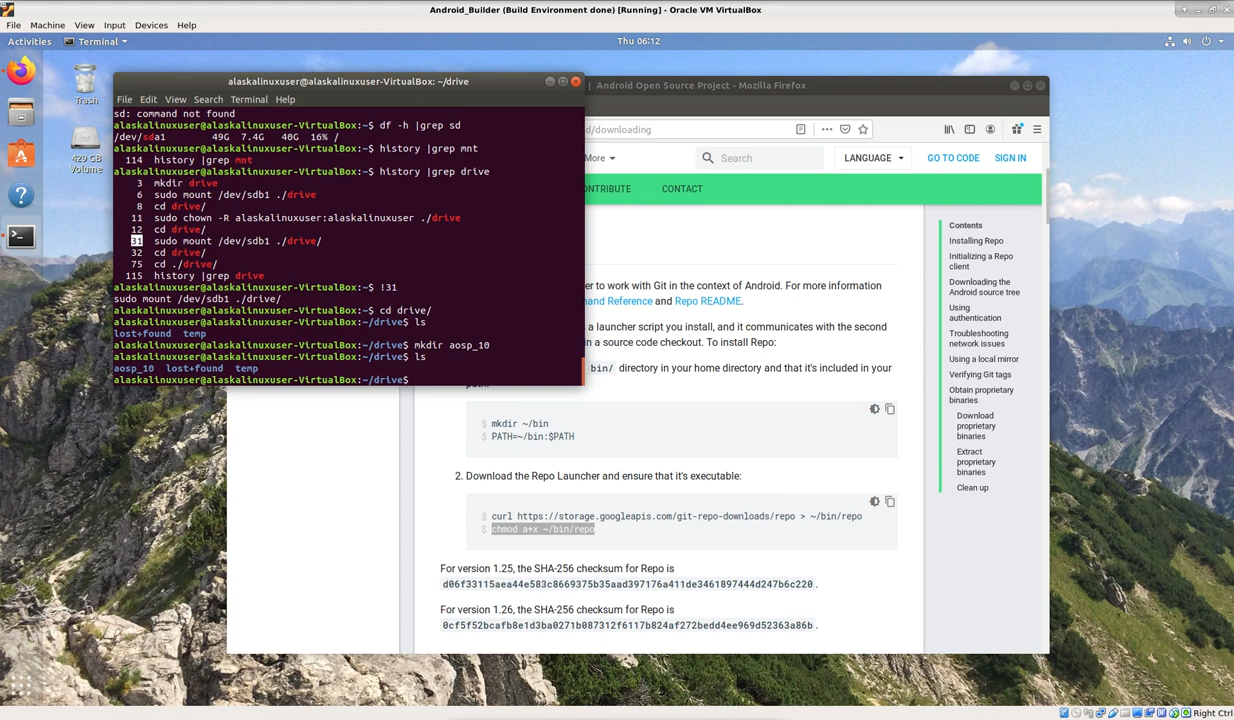 Android_Builder (Build Environment done) [Running] - Oracle VM VirtualBox
File Machine View Input Devices Help
Activities Terminal Thu 06:12
Trash
429 GB
Volume
alaskalinuxuser@alaskalinuxuser-VirtualBox: ~/drive
File Edit View Search Terminal Help
sd: command not found
alaskalinuxuser@alaskalinuxuser-VirtualBox:~$ df -h |grep sd
/dev/sda1 49G 7.4G 40G 16% /
alaskalinuxuser@alaskalinuxuser-VirtualBox:~$ history |grep mnt
114 history |grep mnt
alaskalinuxuser@alaskalinuxuser-VirtualBox:~$ history |grep drive
3 mkdir drive
6 sudo mount /dev/sdb1 ./drive
8 cd drive/
11 sudo chown -R alaskalinuxuser:alaskalinuxuser ./drive
12 cd drive/
31 sudo mount /dev/sdb1 ./drive/
32 cd drive/
75 cd ./drive/
115 history |grep drive
alaskalinuxuser@alaskalinuxuser-VirtualBox:~$ !31
sudo mount /dev/sdb1 ./drive/
alaskalinuxuser@alaskalinuxuser-VirtualBox:~$ cd drive/
alaskalinuxuser@alaskalinuxuser-VirtualBox:~/drive$ ls
lost+found temp
alaskalinuxuser@alaskalinuxuser-VirtualBox:~/drive$ mkdir aosp_10
alaskalinuxuser@alaskalinuxuser-VirtualBox:~/drive$ ls
aosp_10 lost+found temp
alaskalinuxuser@alaskalinuxuser-VirtualBox:~/drive$
| Android Open Source Project - Mozilla Firefox
d/downloading
More Search LANGUAGE GO TO CODE SIGN IN
ONTRIBUTE CONTACT
er to work with Git in the context of Android. For more information
and Reference and Repo README.
a launcher script you install, and it communicates with the second
in a source code checkout. To install Repo:
bin/ directory in your home directory and that it's included in your
$ mkdir ~/bin
$ PATH=~/bin:$PATH
2. Download the Repo Launcher and ensure that it's executable:
$ curl https://storage.googleapis.com/git-repo-downloads/repo > ~/bin/repo
$ chmod a+x ~/bin/repo
For version 1.25, the SHA-256 checksum for Repo is
d06f33115aea44e583c8669375b35aad397176a411de3461897444d247b6c220.
For version 1.26, the SHA-256 checksum for Repo is
0cf5f52bcafb8e1d3ba0271b087312f6117b824af272bedd4ee969d52363a86b.
Contents
Installing Repo
Initializing a Repo
client
Downloading the
Android source tree
Using
authentication
Troubleshooting
network issues
Using a local mirror
Verifying Git tags
Obtain proprietary
binaries
Download
proprietary
binaries
Extract
proprietary
binaries
Clean up
Right Ctrl